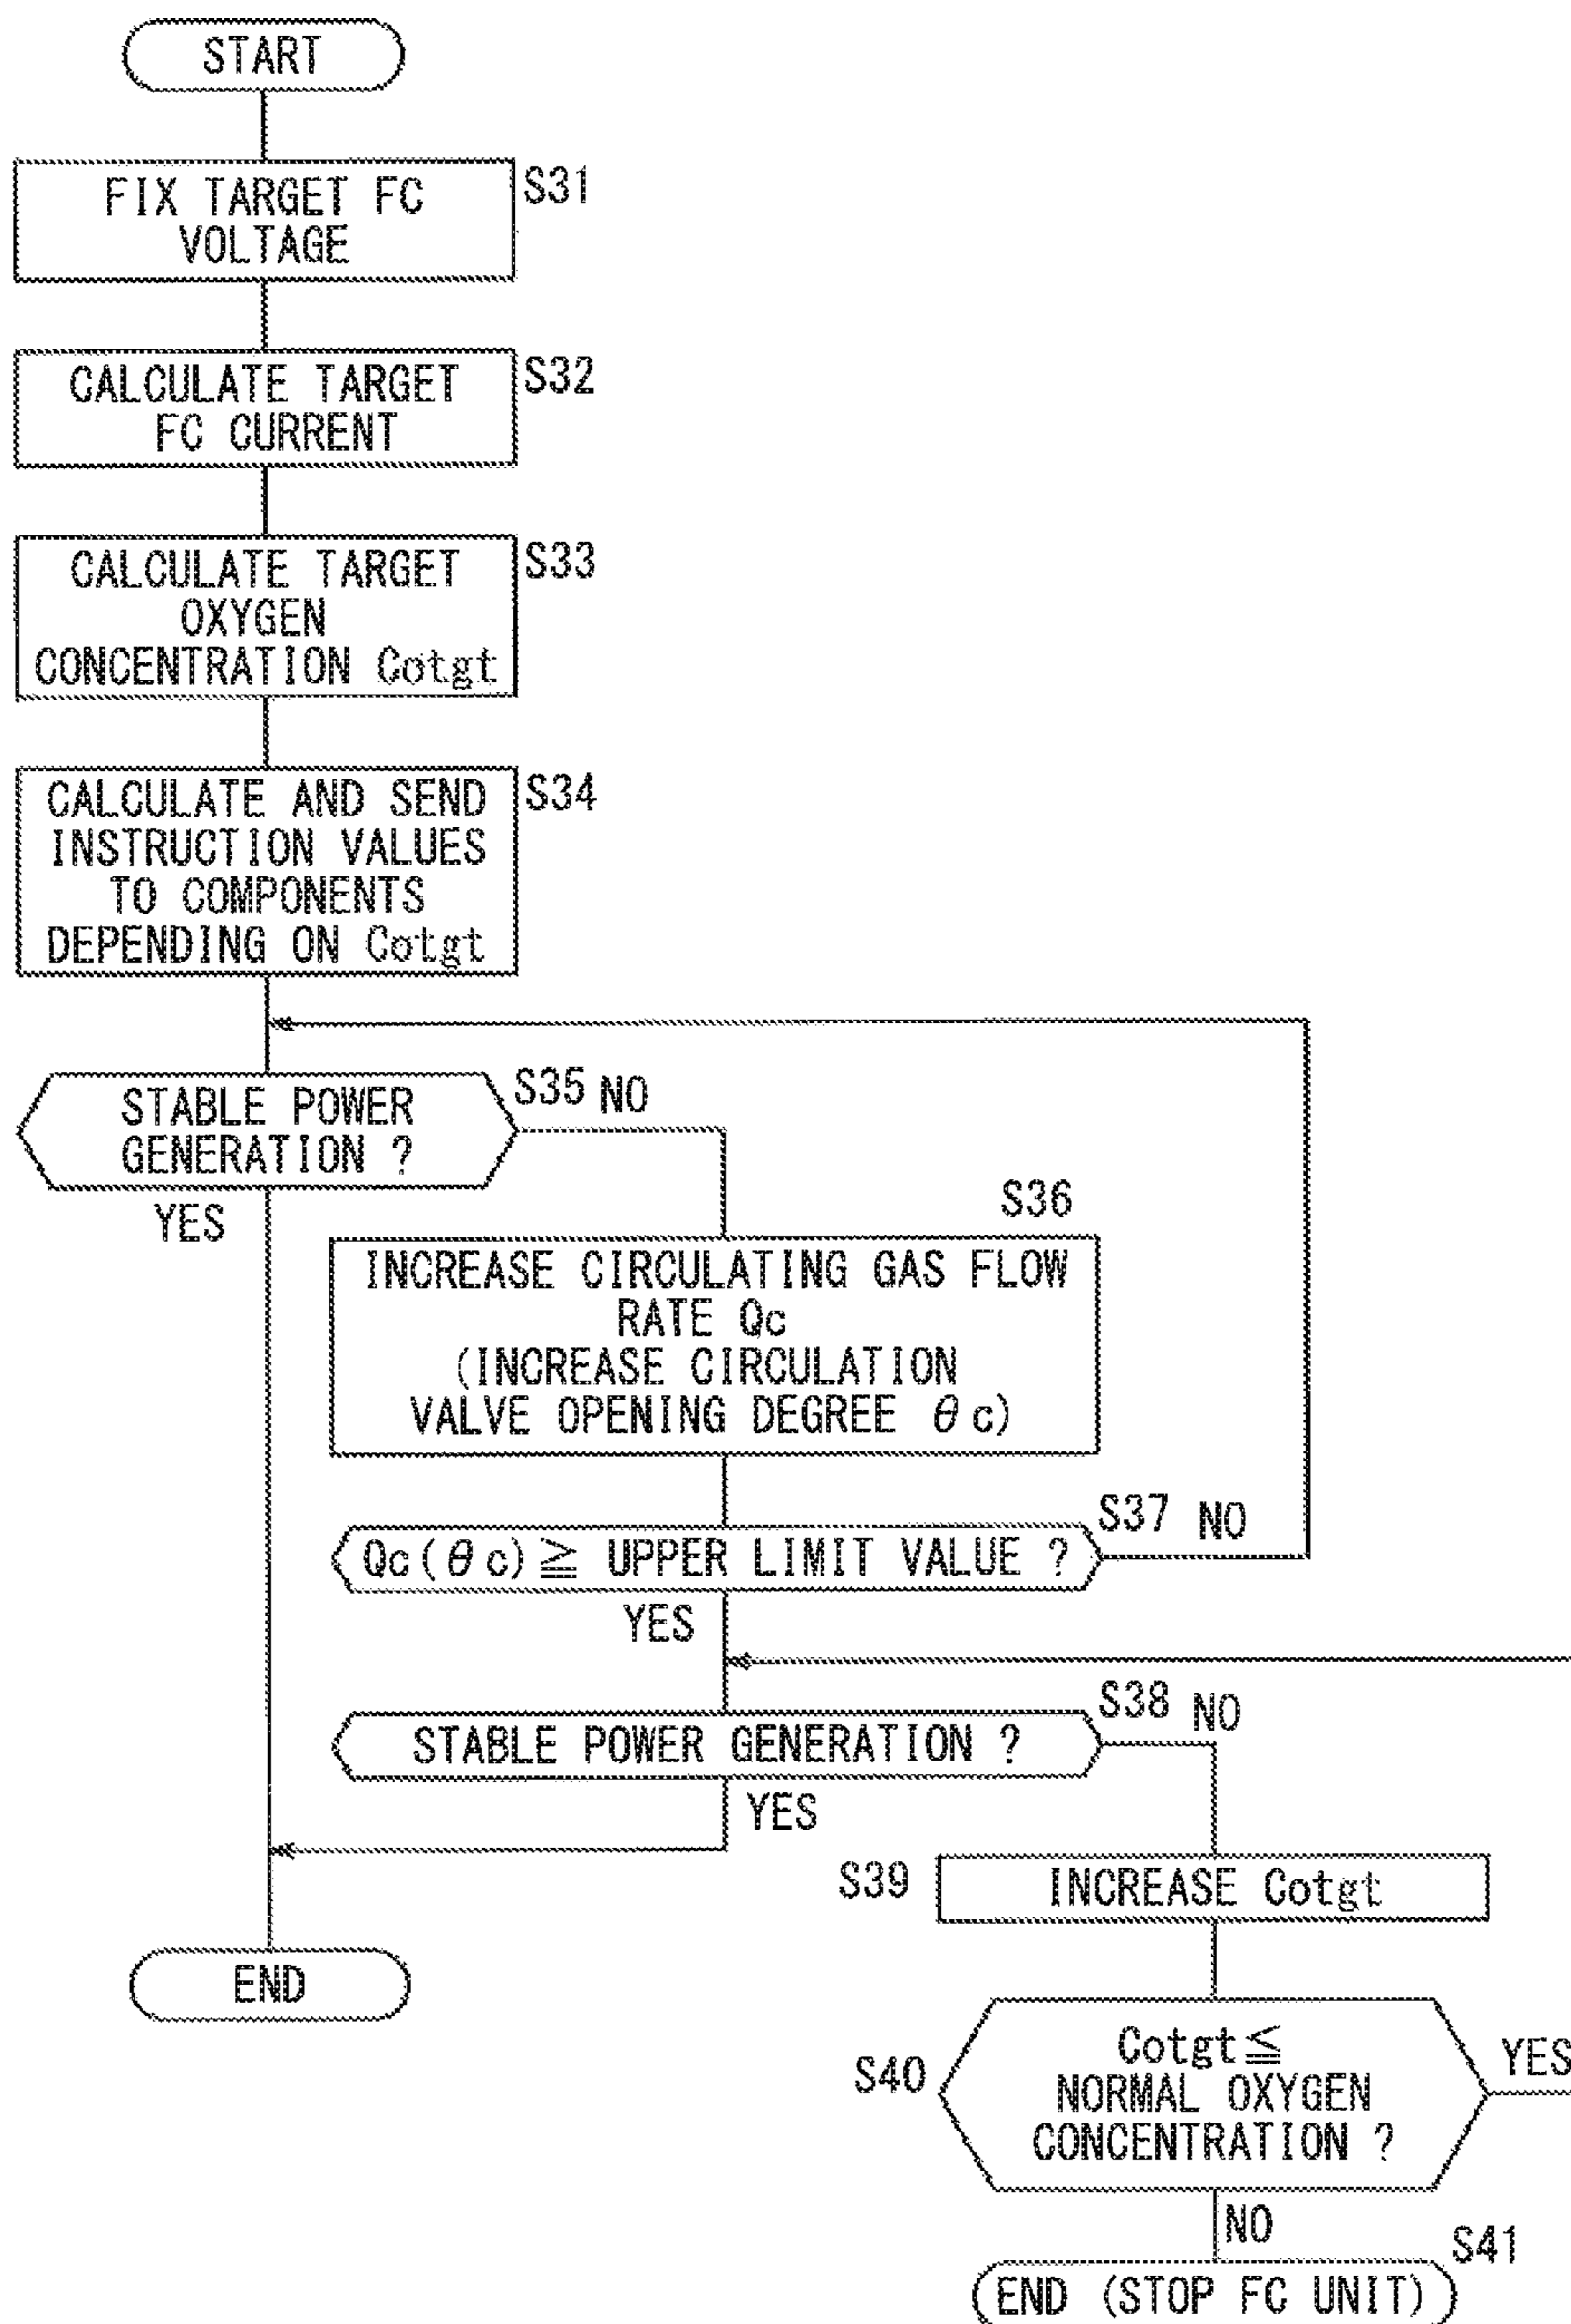 START
S31
FIX TARGET FC
VOLTAGE
S32
CALCULATE TARGET
FC CURRENT
S33
CALCULATE TARGET
OXYGEN
CONCENTRATION Cotgt
S34
CALCULATE AND SEND
INSTRUCTION VALUES
TO COMPONENTS
DEPENDING ON Cotgt
S35 NO
STABLE POWER
GENERATION ?
YES
S36
INCREASE CIRCULATING GAS FLOW
RATE Qc
(INCREASE CIRCULATION
VALVE OPENING DEGREE θc)
S37 NO
Qc(θc)≧ UPPER LIMIT VALUE ?
YES
S38 NO
STABLE POWER GENERATION ?
YES
S39
INCREASE Cotgt
S40
Cotgt≦
NORMAL OXYGEN
CONCENTRATION ?
YES
NO
S41
END (STOP FC UNIT)
END